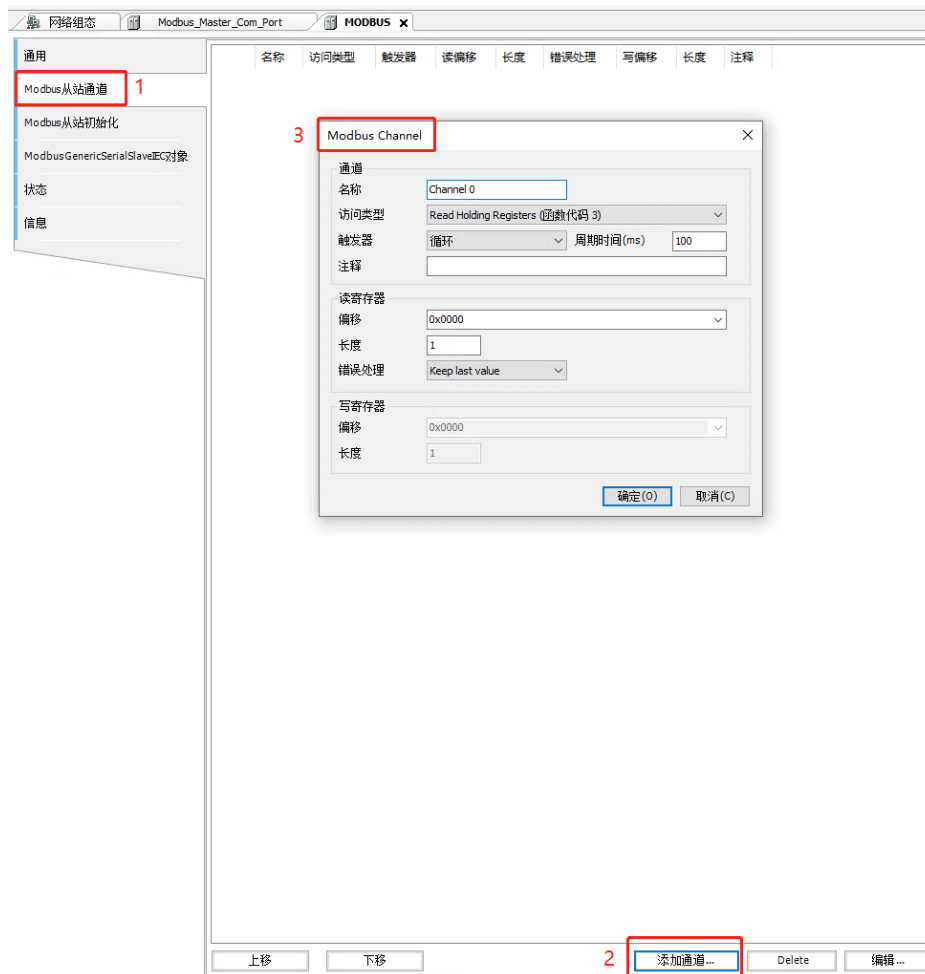 网络组态 Modbus_Master_Com_Port MODBUS x
通用
名称 访问类型 触发器 读偏移 长度 错误处理 写偏移 长度 注释
Modbus从站通道 1
Modbus从站初始化
ModbusGenericSerialSlaveIEC对象
状态
信息
3 Modbus Channel
通道
名称 Channel 0
访问类型 Read Holding Registers (函数代码 3)
触发器 循环 周期时间(ms) 100
注释
读寄存器
偏移 0x0000
长度 1
错误处理 Keep last value
写寄存器
偏移 0x0000
长度 1
确定(O) 取消(C)
上移 下移 2 添加通道... Delete 编辑...